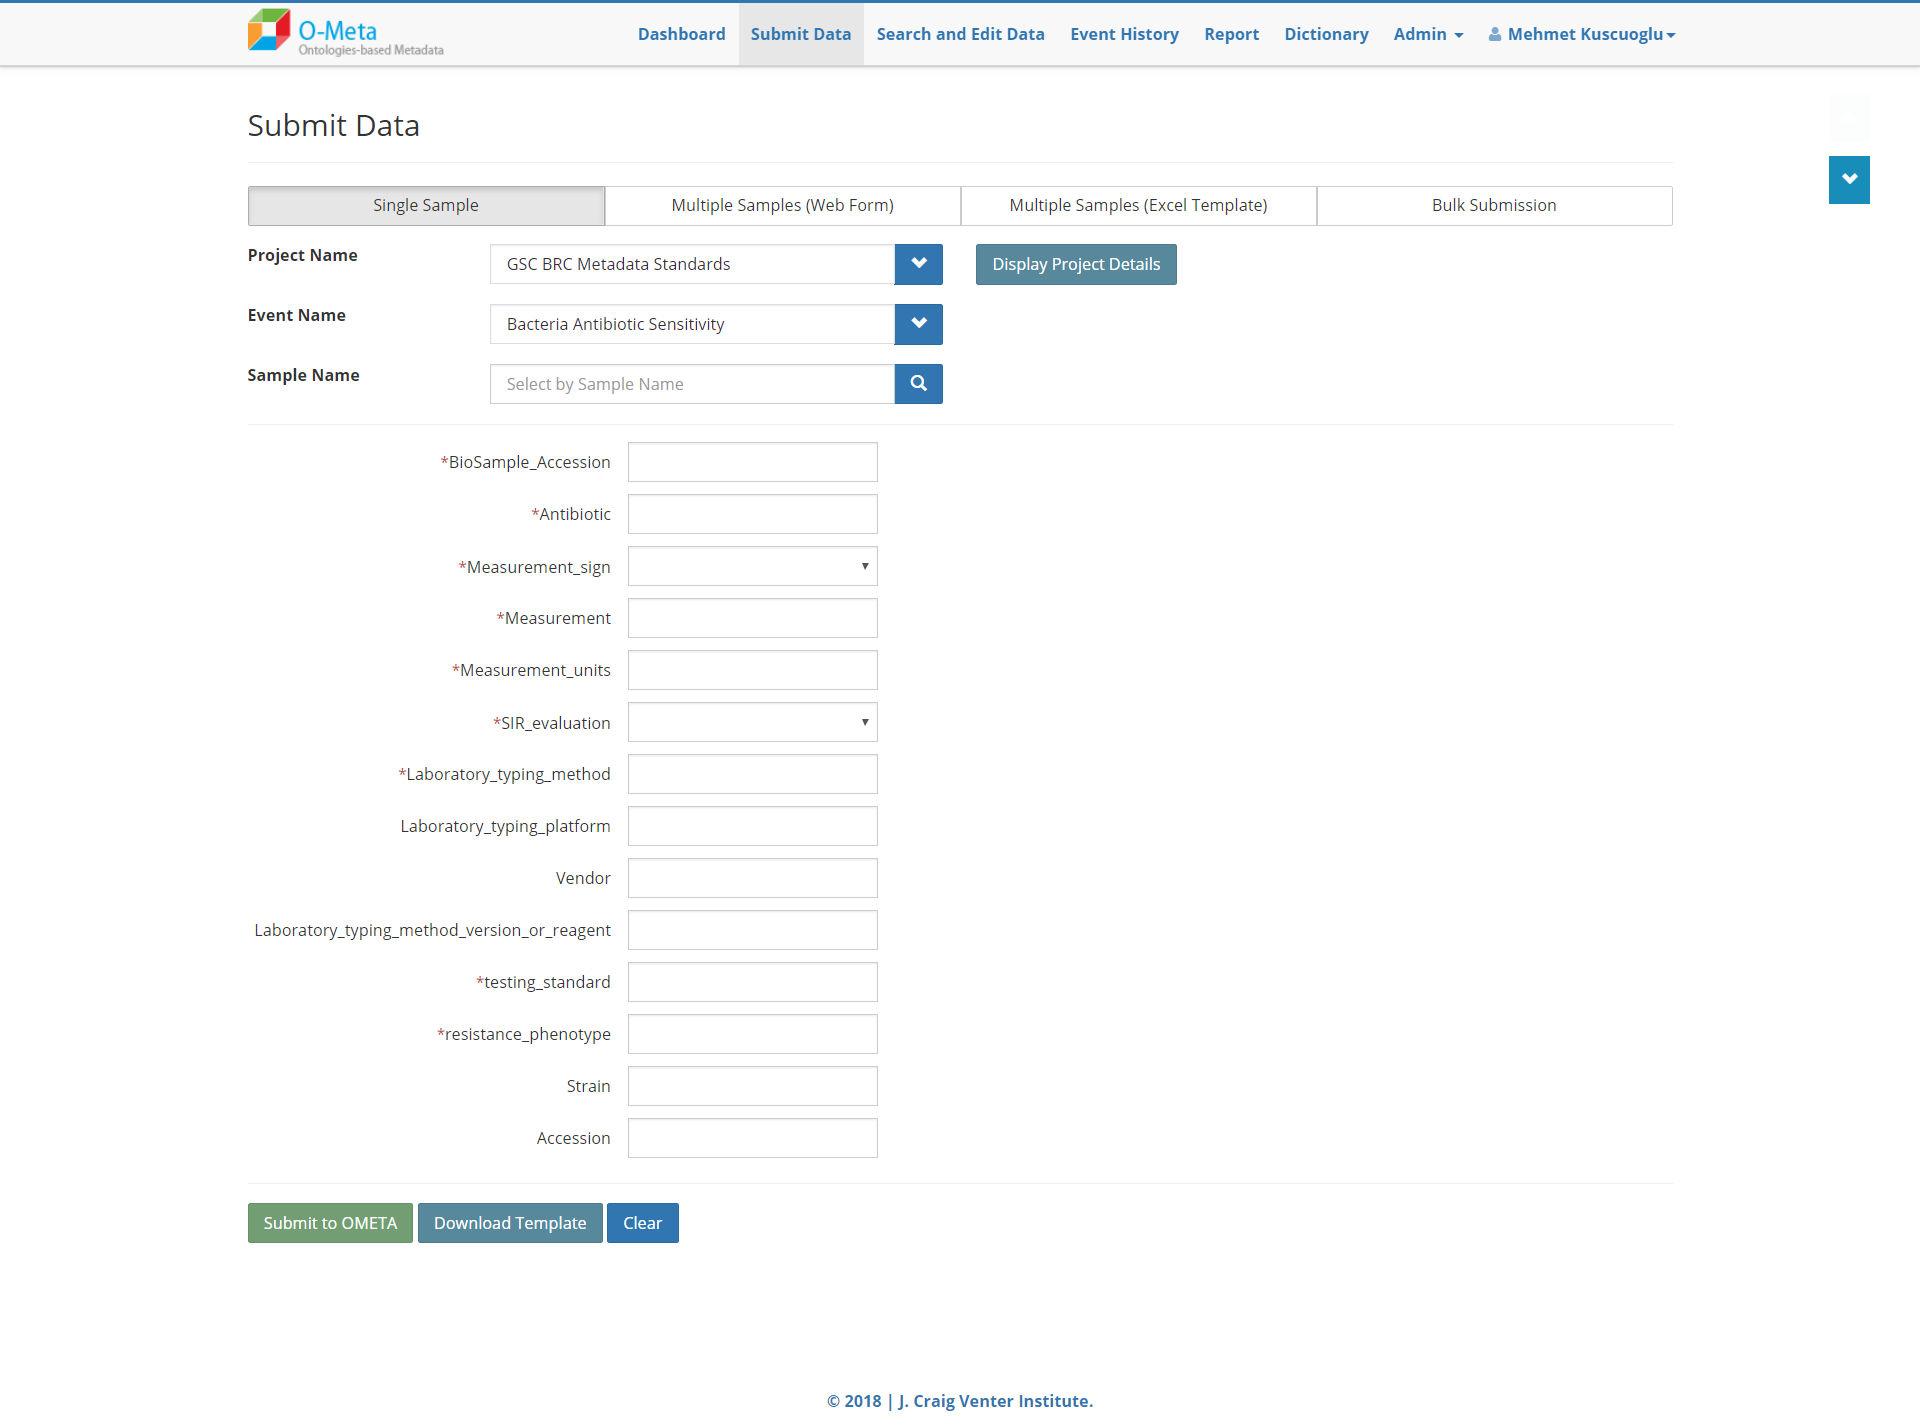 O-Meta
Ontologies-based Metadata
Dashboard Submit Data Search and Edit Data Event History Report Dictionary Admin Mehmet Kuscuoglu
Submit Data
Single Sample Multiple Samples (Web Form) Multiple Samples (Excel Template) Bulk Submission
Project Name GSC BRC Metadata Standards Display Project Details
Event Name Bacteria Antibiotic Sensitivity
Sample Name Select by Sample Name
*BioSample_Accession
*Antibiotic
*Measurement_sign
*Measurement
*Measurement_units
*SIR_evaluation
*Laboratory_typing_method
Laboratory_typing_platform
Vendor
Laboratory_typing_method_version_or_reagent
*testing_standard
*resistance_phenotype
Strain
Accession
Submit to OMETA Download Template Clear
© 2018 | J. Craig Venter Institute.